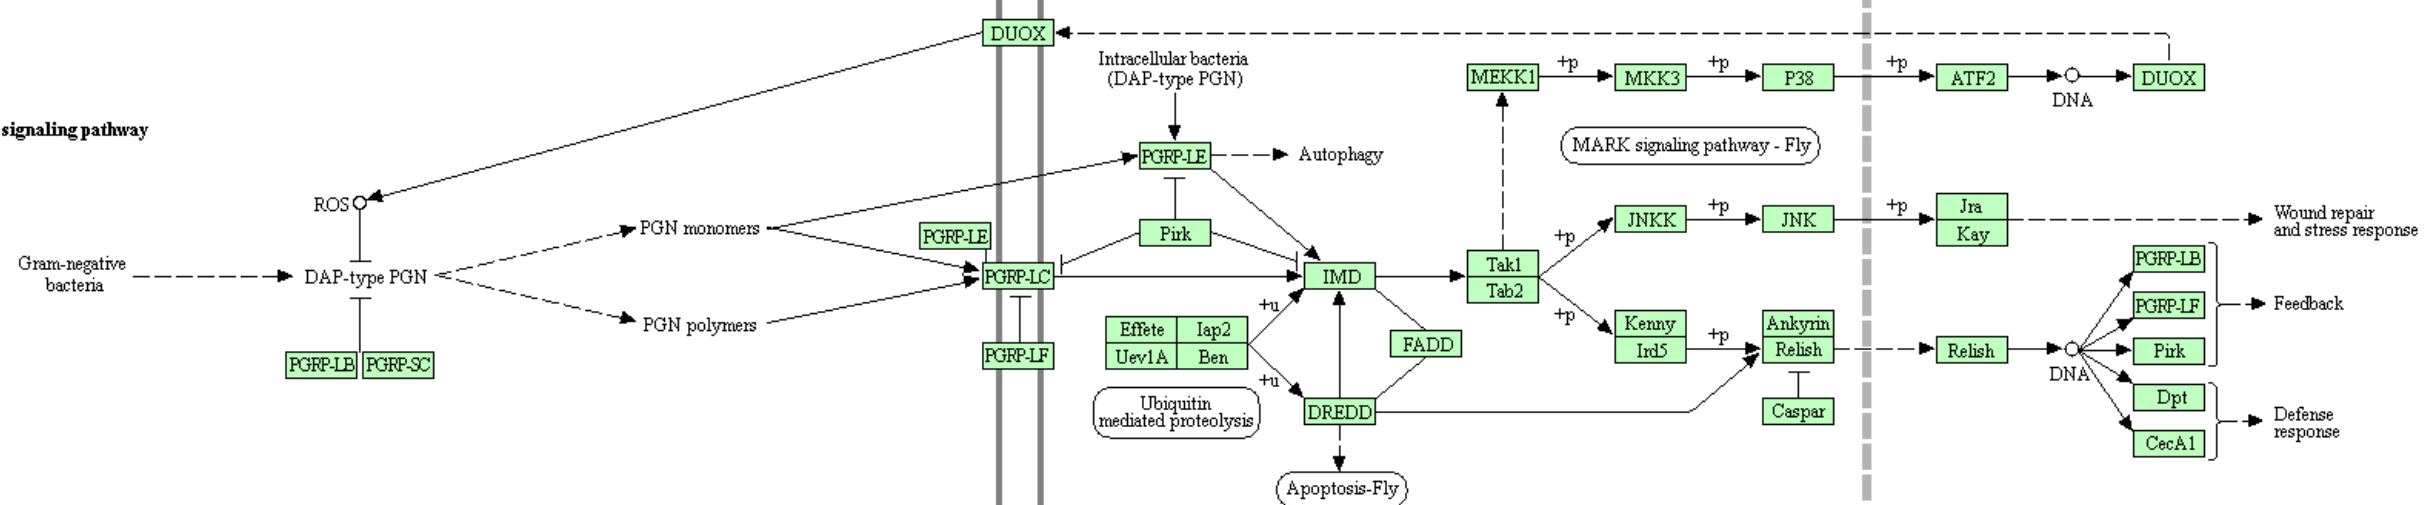 DUOX
Intracellular bacteria
(DAP-type PGN)
MEKK1
+p
MKK3
+p
P38
+p
ATF2
DNA
DUOX
signaling pathway
MARK signaling pathway - Fly
PGRP-LE
Autophagy
ROS
PGN monomers
PGRP-LE
Pirk
JNKK
+p
JNK
+p
Jra
Kay
Wound repair
and stress response
Gram-negative
bacteria
DAP-type PGN
PGRP-LC
IMD
Tak1
Tab2
+p
+p
PGRP-LB
PGRP-LF
Feedback
PGN polymers
+u
Effete
Iap2
Uev1A
Ben
+u
FADD
Kenny
Ird5
+p
Ankyrin
Relish
Relish
DNA
Pirk
PGRP-LB
PGRP-SC
PGRP-LF
Ubiquitin
mediated proteolysis
DREDD
Caspar
Dpt
CecA1
Defense
response
Apoptosis-Fly